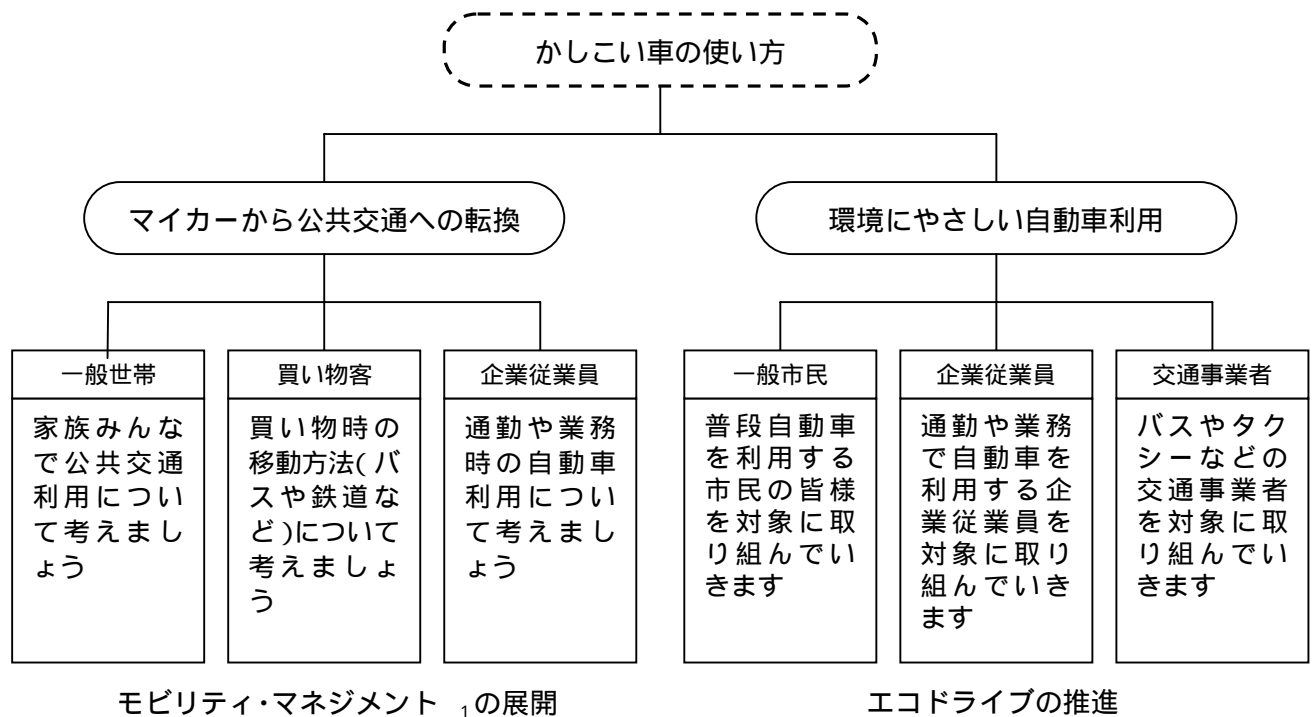 かしこい車の使い方
マイカーから公共交通への転換
環境にやさしい自動車利用
一般世帯
家族みんな
で公共交通
利用につい
て考えまし
ょう
買い物客
買い物時の
移動方法(バ
スや鉄道な
ど)について
考えましょ
う
企業従業員
通勤や業務
時の自動車
利用につい
て考えまし
ょう
一般市民
普段自動車
を利用する
市民の皆様
を対象に取
り組んでい
きます
企業従業員
通勤や業務
で自動車を
利用する企
業従業員を
対象に取り
組んでいき
ます
交通事業者
バスやタク
シーなどの
交通事業者
を対象に取
り組んでい
きます
モビリティ・マネジメント 1の展開
エコドライブの推進